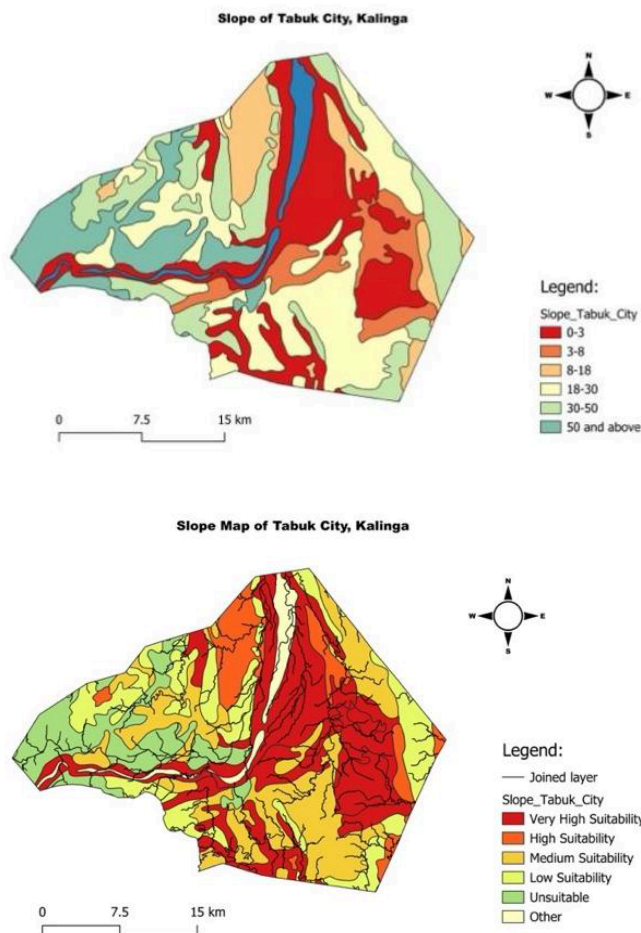 Slope of Tabuk City, Kalinga
N
W E
S
Legend:
Slope_Tabuk_City
0-3
3-8
8-18
18-30
30-50
50 and above
0 7.5 15 km
Slope Map of Tabuk City, Kalinga
N
W E
S
Legend:
Joined layer
Slope_Tabuk_City
Very High Suitability
High Suitability
Medium Suitability
Low Suitability
Unsuitable
Other
0 7.5 15 km